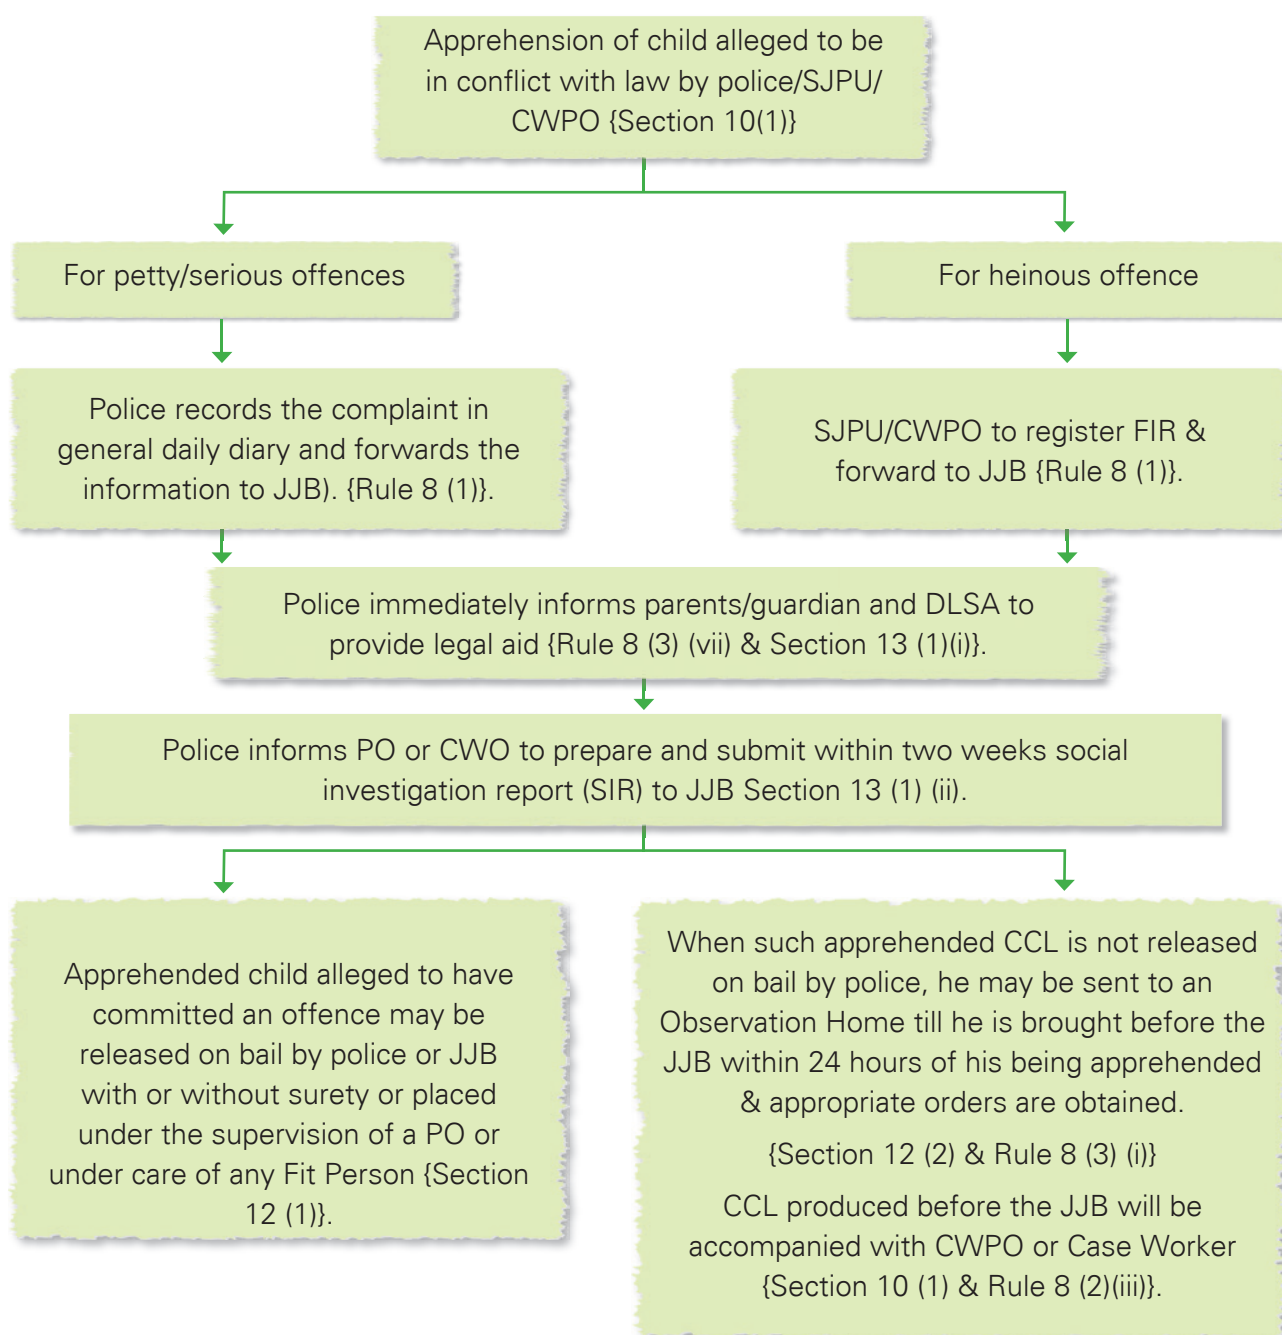 Apprehension of child alleged to be
in conflict with law by police/SJPU/
CWPO {Section 10(1)}
For petty/serious offences
For heinous offence
Police records the complaint in
general daily diary and forwards the
information to JJB). {Rule 8 (1)}.
SJPU/CWPO to register FIR &
forward to JJB {Rule 8 (1)}.
Police immediately informs parents/guardian and DLSA to
provide legal aid {Rule 8 (3) (vii) & Section 13 (1)(i)}.
Police informs PO or CWO to prepare and submit within two weeks social
investigation report (SIR) to JJB Section 13 (1) (ii).
Apprehended child alleged to have
committed an offence may be
released on bail by police or JJB
with or without surety or placed
under the supervision of a PO or
under care of any Fit Person {Section
12 (1)}.
When such apprehended CCL is not released
on bail by police, he may be sent to an
Observation Home till he is brought before the
JJB within 24 hours of his being apprehended
& appropriate orders are obtained.
{Section 12 (2) & Rule 8 (3) (i)}
CCL produced before the JJB will be
accompanied with CWPO or Case Worker
{Section 10 (1) & Rule 8 (2)(iii)}.